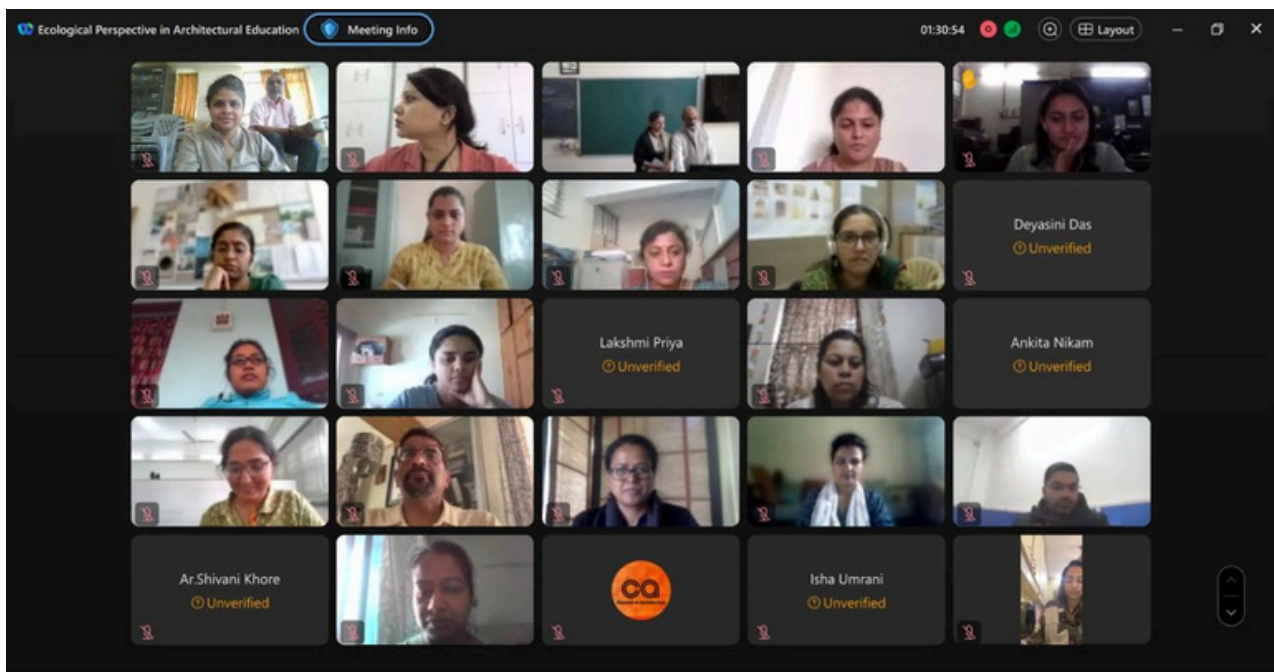 Ecological Perspective in Architectural Education
Meeting Info
01:30:54
Layout
Deyasini Das
Unverified
Lakshmi Priya
Unverified
Ankita Nikam
Unverified
Ar.Shivani Khore
Unverified
ca
Isha Umrani
Unverified